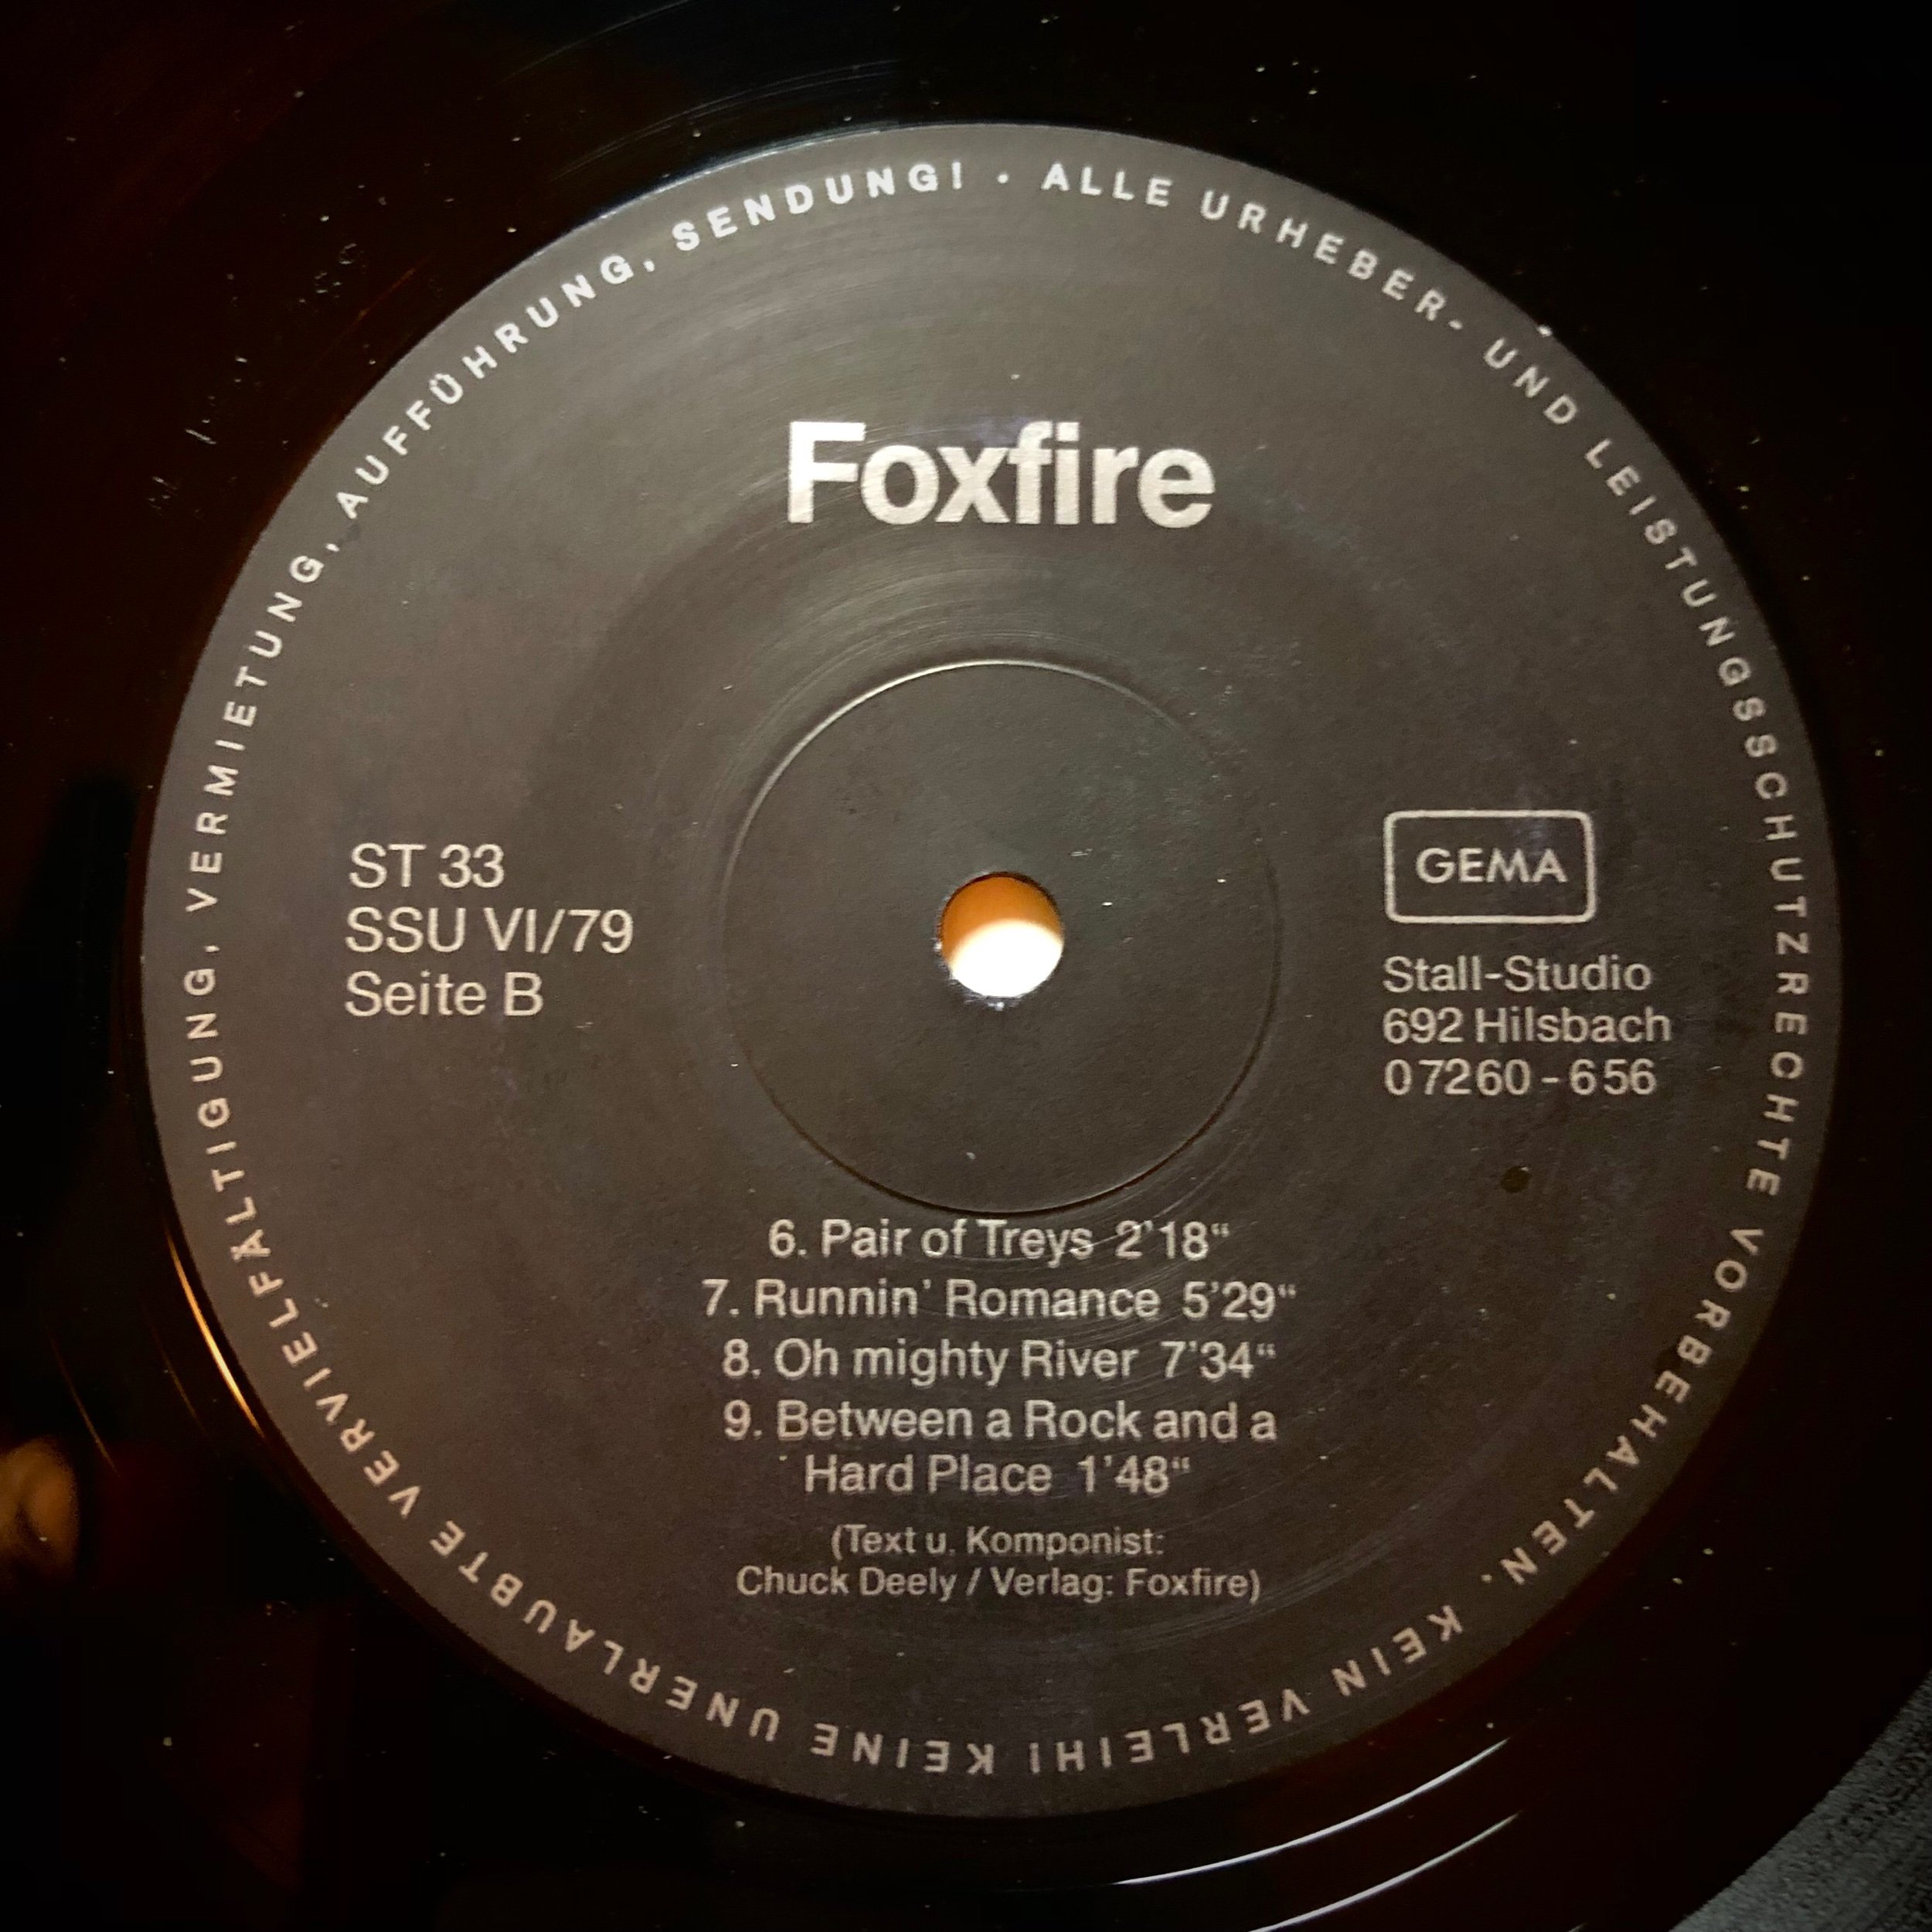 ALLE URHEBER- UND LEISTUNGSSCHUTZRECHTE VORBEHALTEN. KEIN VERLEIH! KEINE UNERLAUBTE VERVIELFÄLTIGUNG, VERMIETUNG, AUFFÜHRUNG, SENDUNG! ·
Foxfire
ST 33
SSU VI/79
Seite B
GEMA
Stall-Studio
692 Hilsbach
07260-656
6. Pair of Treys 2'18“
7. Runnin' Romance 5'29“
8. Oh mighty River 7'34“
9. Between a Rock and a
Hard Place 1'48“
(Text u. Komponist:
Chuck Deely / Verlag: Foxfire)